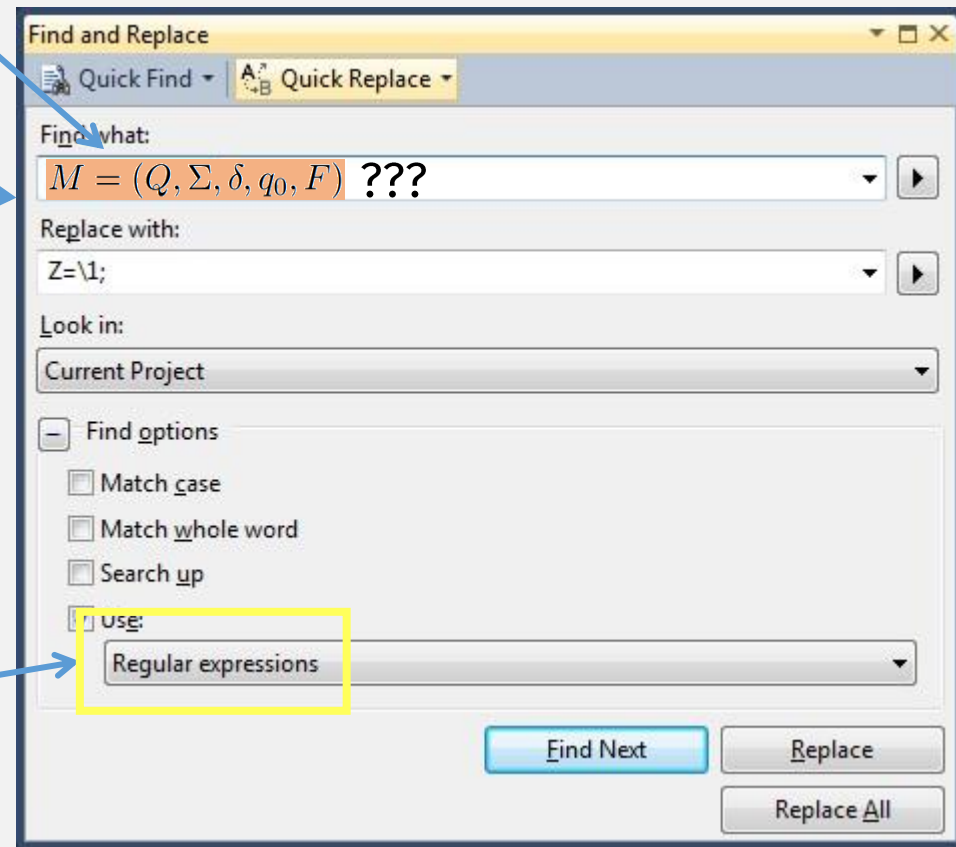 Find and Replace
Quick Find
A B Quick Replace
Find what:
M = (Q, Σ, δ, q₀, F) ???
Replace with:
Z=\1;
Look in:
Current Project
Find options
Match case
Match whole word
Search up
Use:
Regular expressions
Find Next
Replace
Replace All